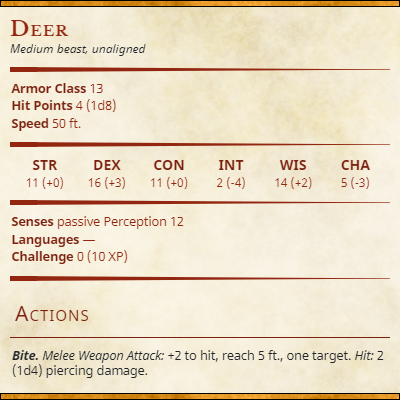 Deer
Medium beast, unaligned
Armor Class 13
Hit Points 4 (1d8)
Speed 50 ft.
STR DEX CON INT WIS CHA
11 (+0) 16 (+3) 11 (+0) 2 (-4) 14 (+2) 5 (-3)
Senses passive Perception 12
Languages —
Challenge 0 (10 XP)
Actions
Bite. Melee Weapon Attack: +2 to hit, reach 5 ft., one target. Hit: 2
(1d4) piercing damage.